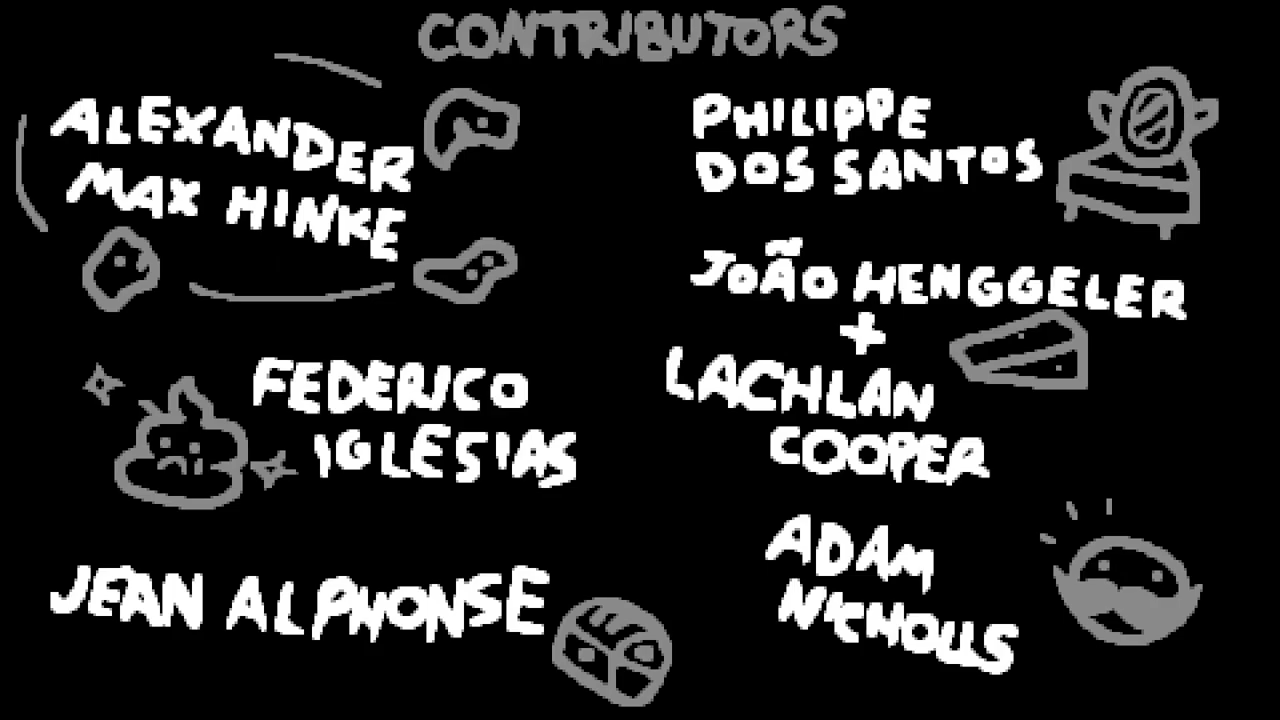 CONTRIBUTORS
ALEXANDER
MAX HINKE
PHILIPPE
DOS SANTOS
JOÃO HENGGELER
+
LACHLAN
COOPER
FEDERICO
IGLESIAS
JEAN ALPHONSE
ADAM
NICHOLLS